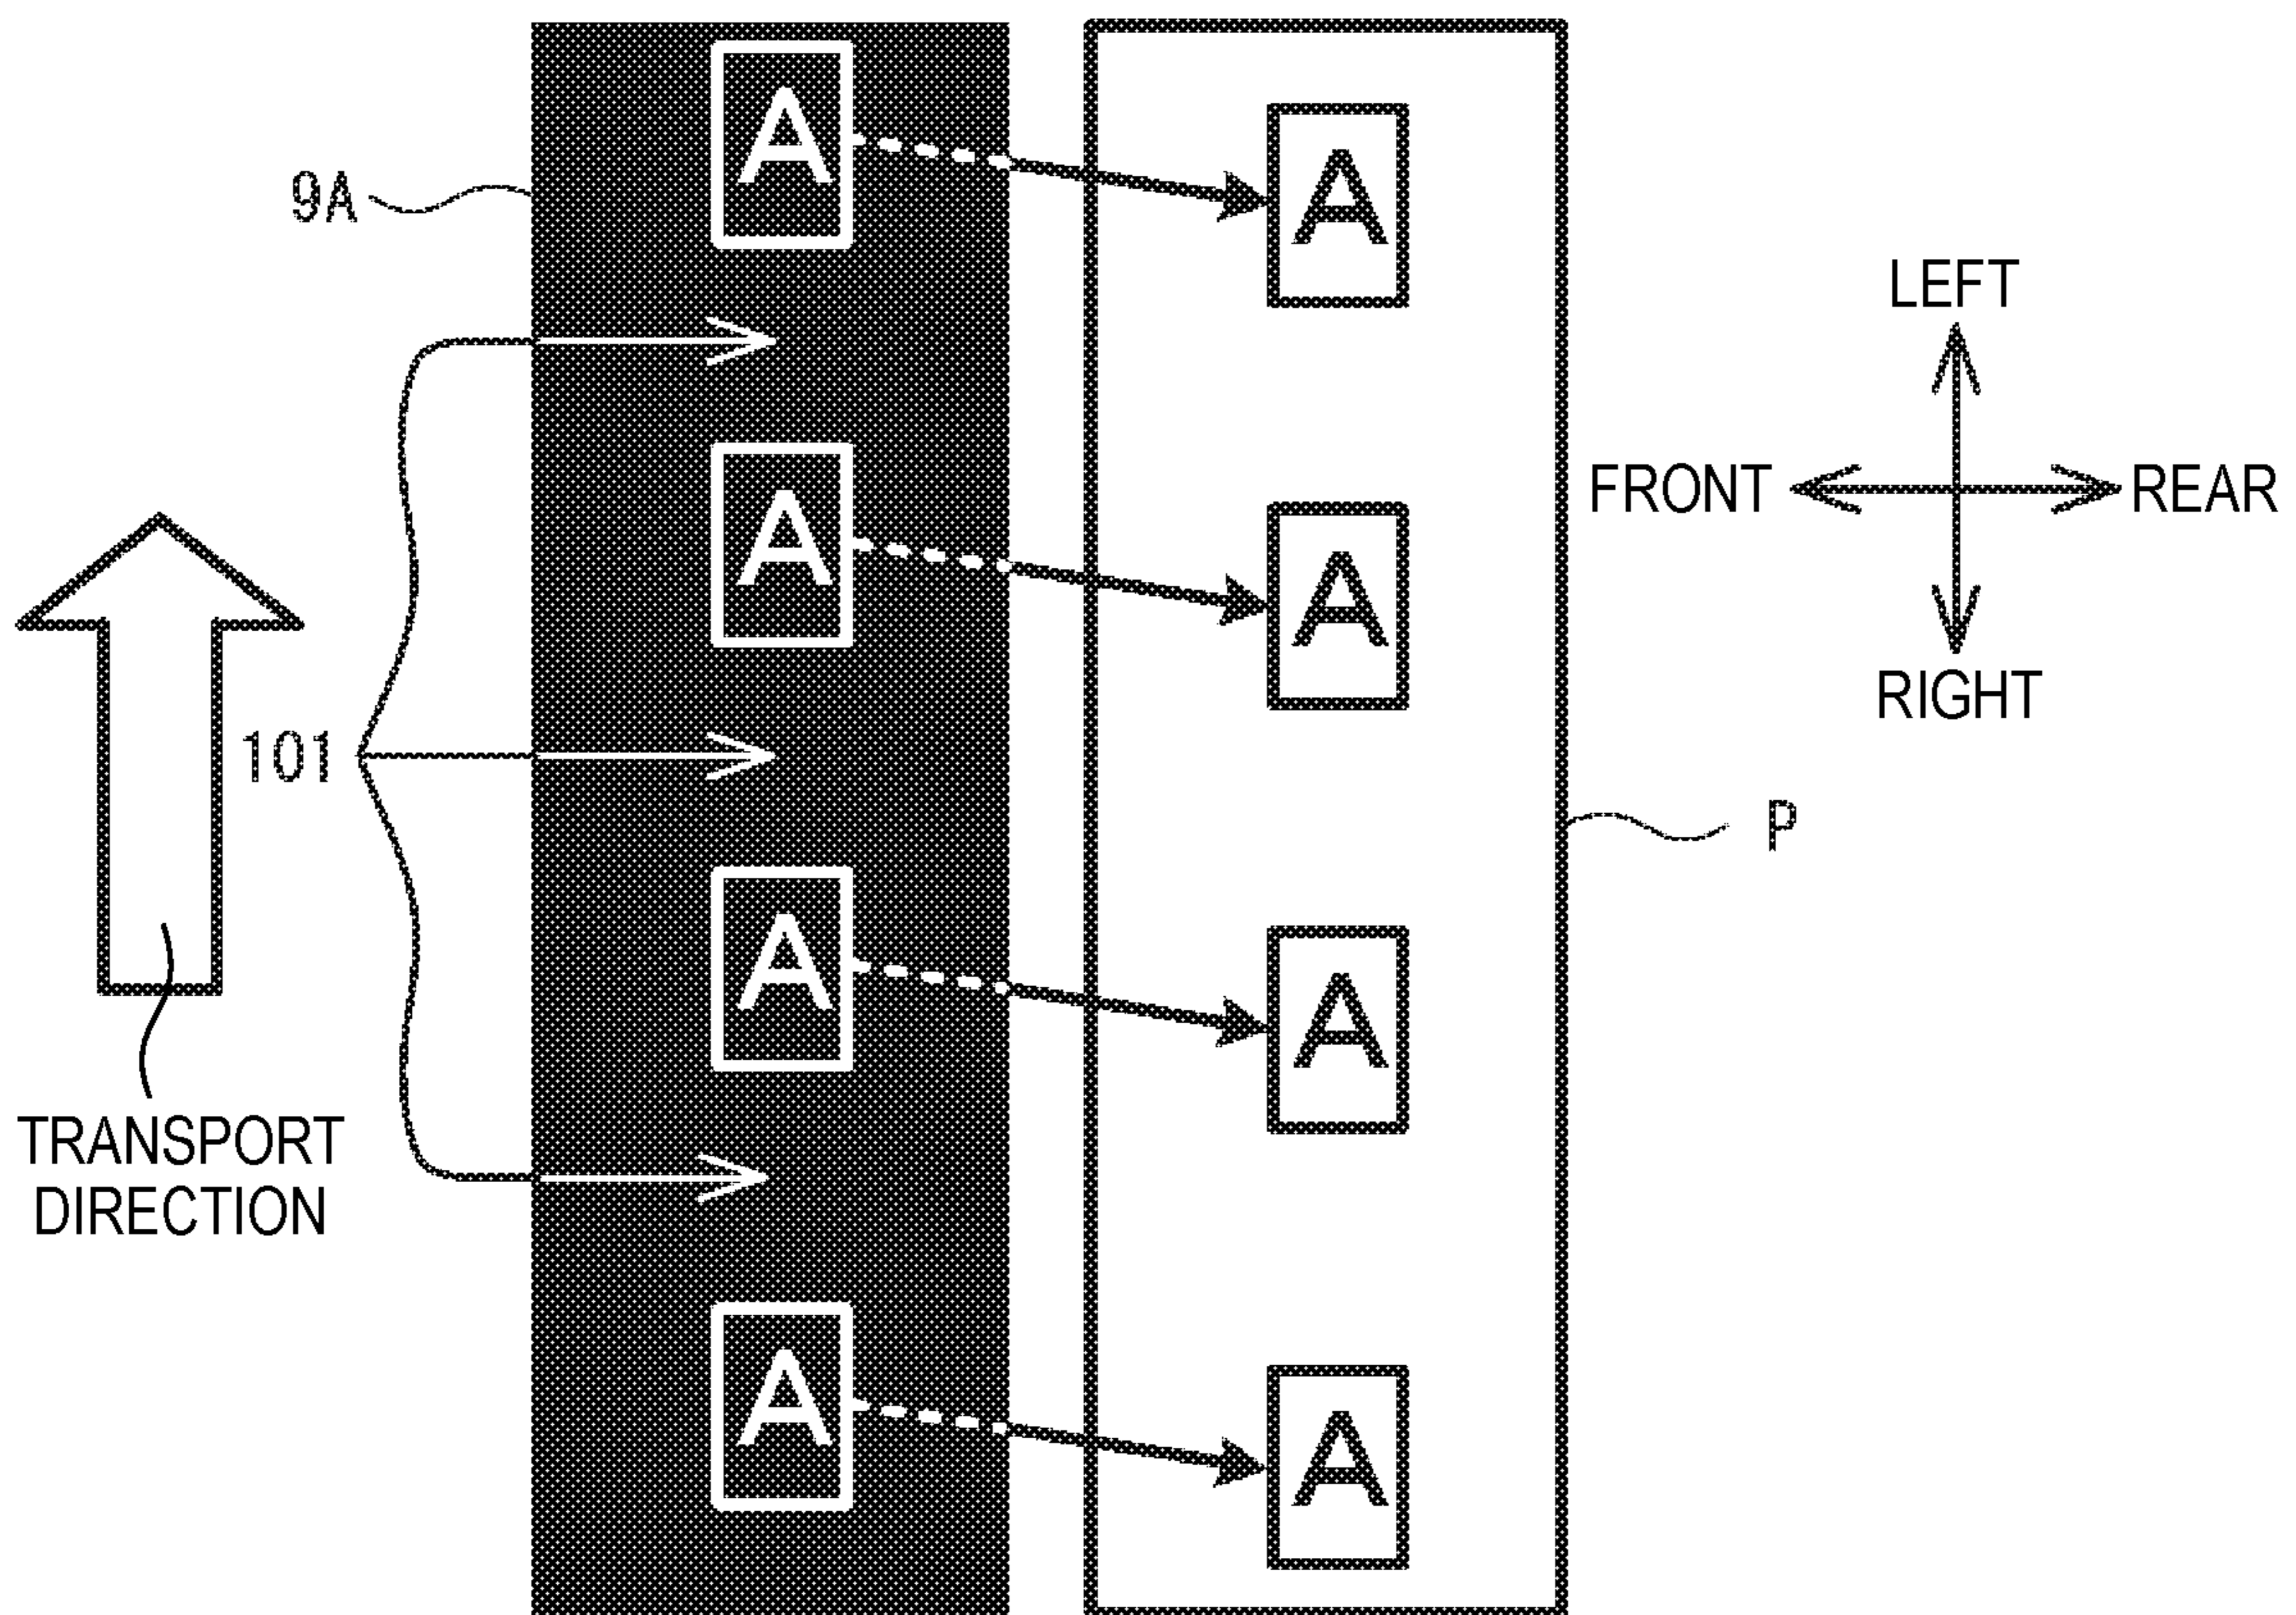 A
A
9A
LEFT
A
A
FRONT
REAR
RIGHT
101
P
A
A
TRANSPORT
DIRECTION
A
A